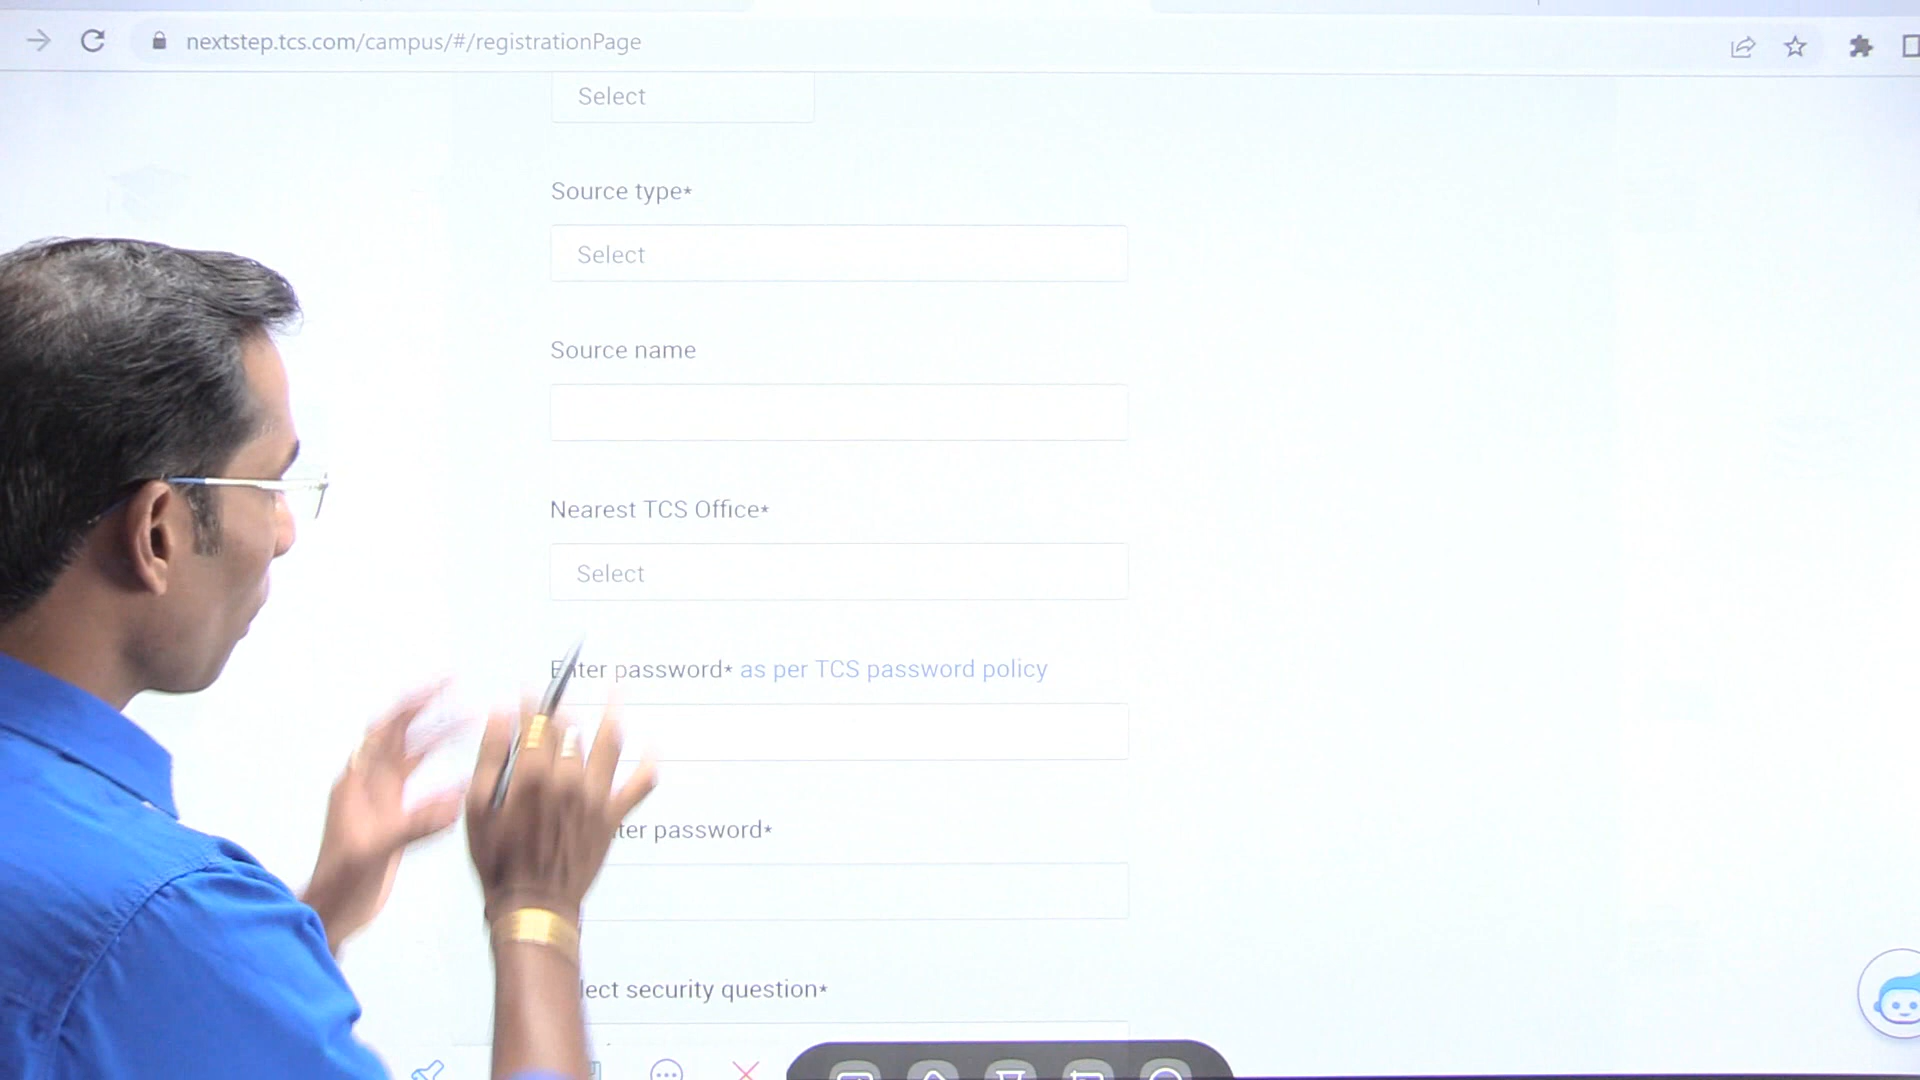 nextstep.tcs.com/campus/#/registrationPage
Select
Source type*
Select
Source name
Nearest TCS Office*
Select
Enter password* as per TCS password policy
ter password*
lect security question*